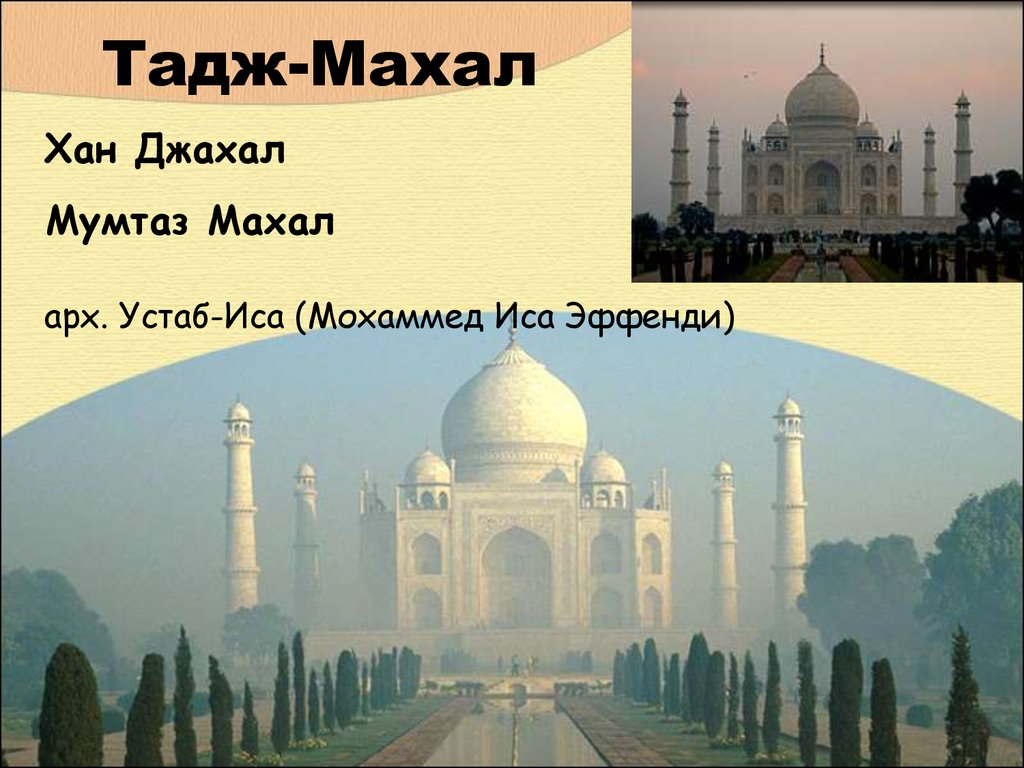 Тадж-Махал
Хан Джахал
Мумтаз Махал
арх. Устаб-Иса (Мохаммед Иса Эффенди)